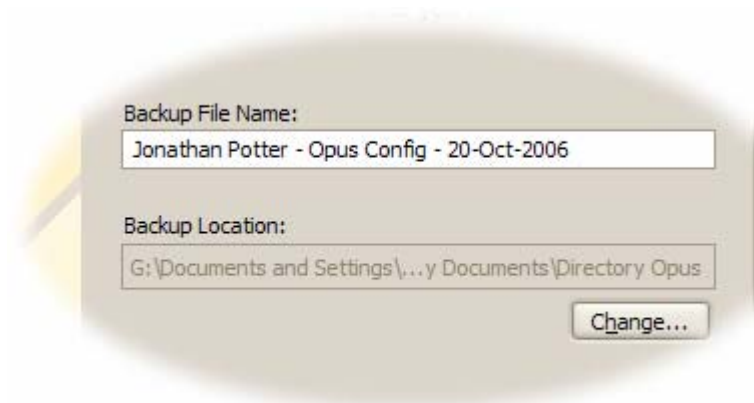 Backup File Name:
Jonathan Potter - Opus Config - 20-Oct-2006
Backup Location:
G:\Documents and Settings\...y Documents\Directory Opus
Change...